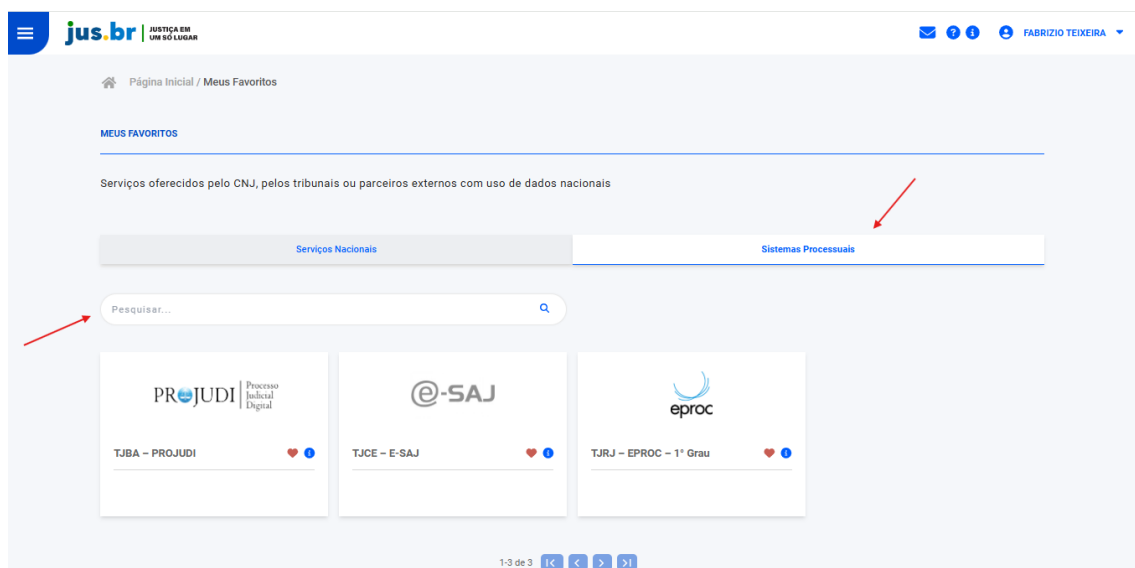 jus.br JUSTIÇA EM
UM SÓ LUGAR
FABRIZIO TEIXEIRA
Página Inicial / Meus Favoritos
MEUS FAVORITOS
Serviços oferecidos pelo CNJ, pelos tribunais ou parceiros externos com uso de dados nacionais
Serviços Nacionais
Sistemas Processuais
Pesquisar...
PROJUDI Processo
Judicial
Digital
TJBA – PROJUDI
e-SAJ
TJCE – E-SAJ
eproc
TJRJ – EPROC – 1° Grau
1-3 de 3